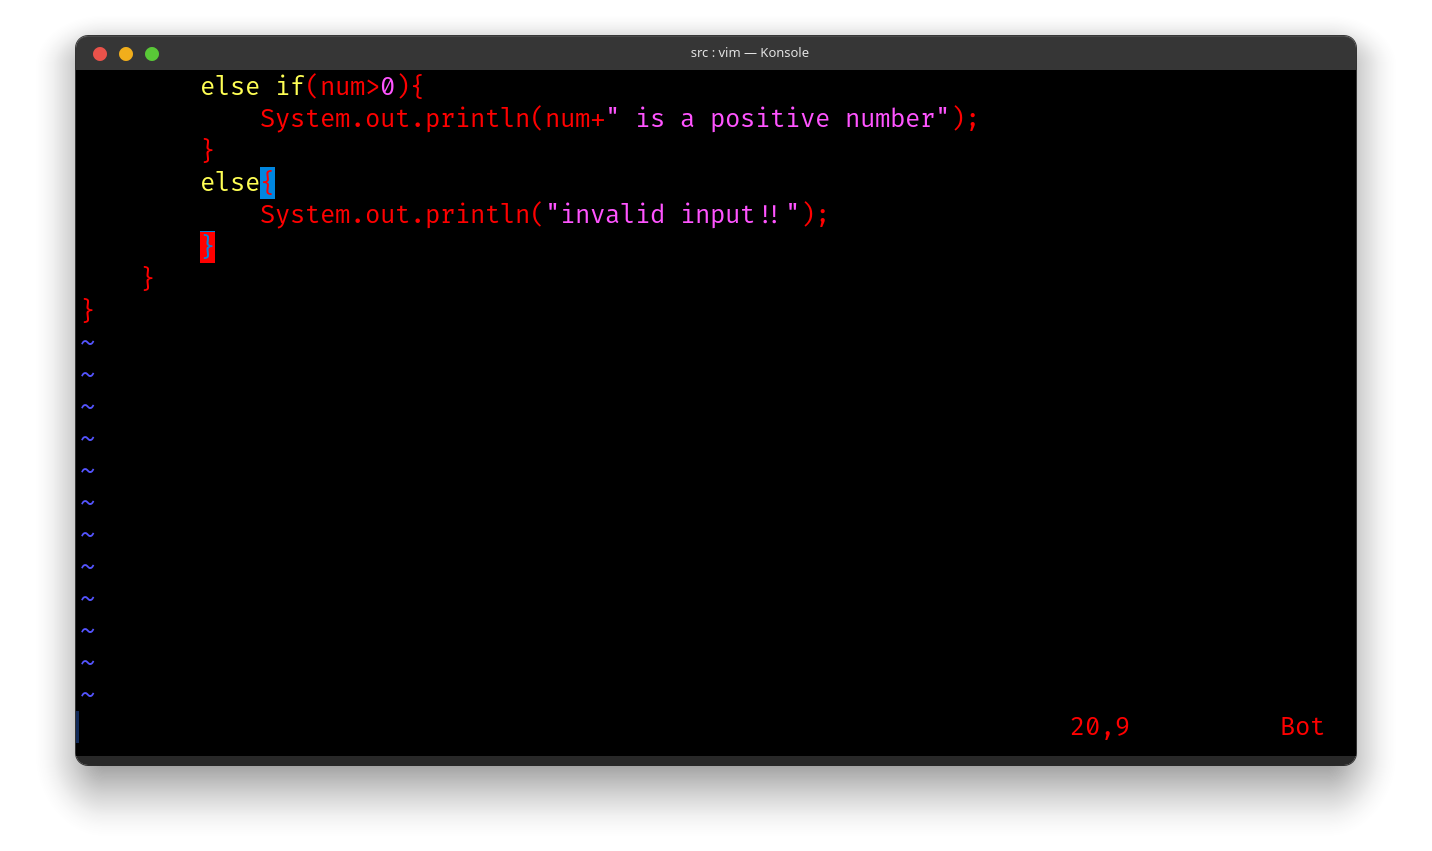 src : vim — Konsole
        else if(num>0){
            System.out.println(num+" is a positive number");
        }
        else{
            System.out.println("invalid input!!");
        }
    }
}
~
~
~
~
~
~
~
~
~
~
~
~
20,9 Bot